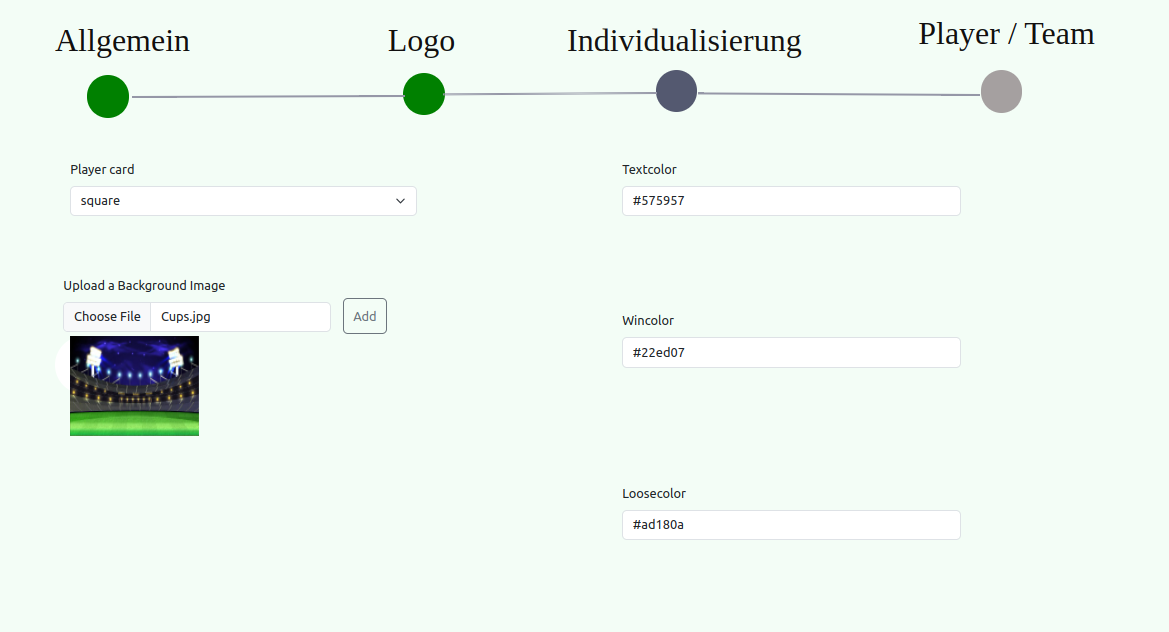 Allgemein
Logo
Individualisierung
Player / Team
Player card
square
Textcolor
#575957
Upload a Background Image
Choose File
Cups.jpg
Add
Wincolor
#22ed07
Loosecolor
#ad180a